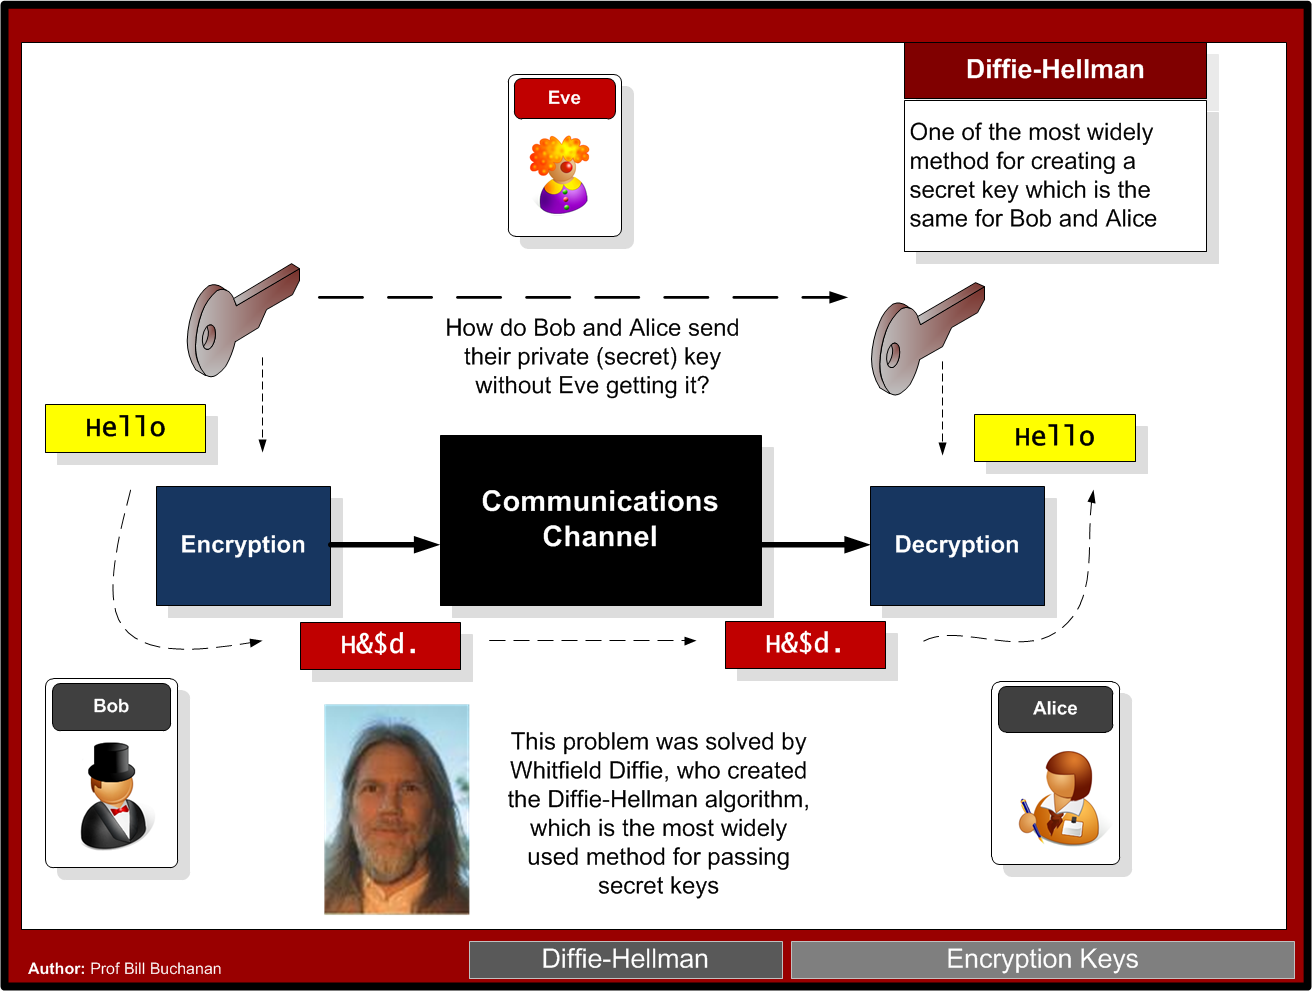 Diffie-Hellman
Eve
One of the most widely
method for creating a
secret key which is the
same for Bob and Alice
How do Bob and Alice send
their private (secret) key
without Eve getting it?
Hello
Hello
Communications
Channel
Encryption
Decryption
H&$d.
H&$d.
Bob
Alice
This problem was solved by
Whitfield Diffie, who created
the Diffie-Hellman algorithm,
which is the most widely
used method for passing
secret keys
Author: Prof Bill Buchanan
Diffie-Hellman
Encryption Keys